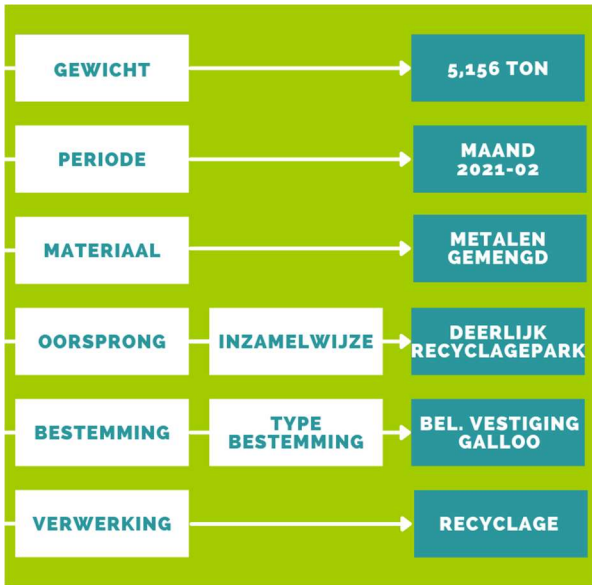 GEWICHT
5,156 TON
PERIODE
MAAND
2021-02
MATERIAAL
METALEN
GEMENGD
OORSPRONG
INZAMELWIJZE
DEERLIJK
RECYCLAGEPARK
BESTEMMING
TYPE
BESTEMMING
BEL. VESTIGING
GALLOO
VERWERKING
RECYCLAGE